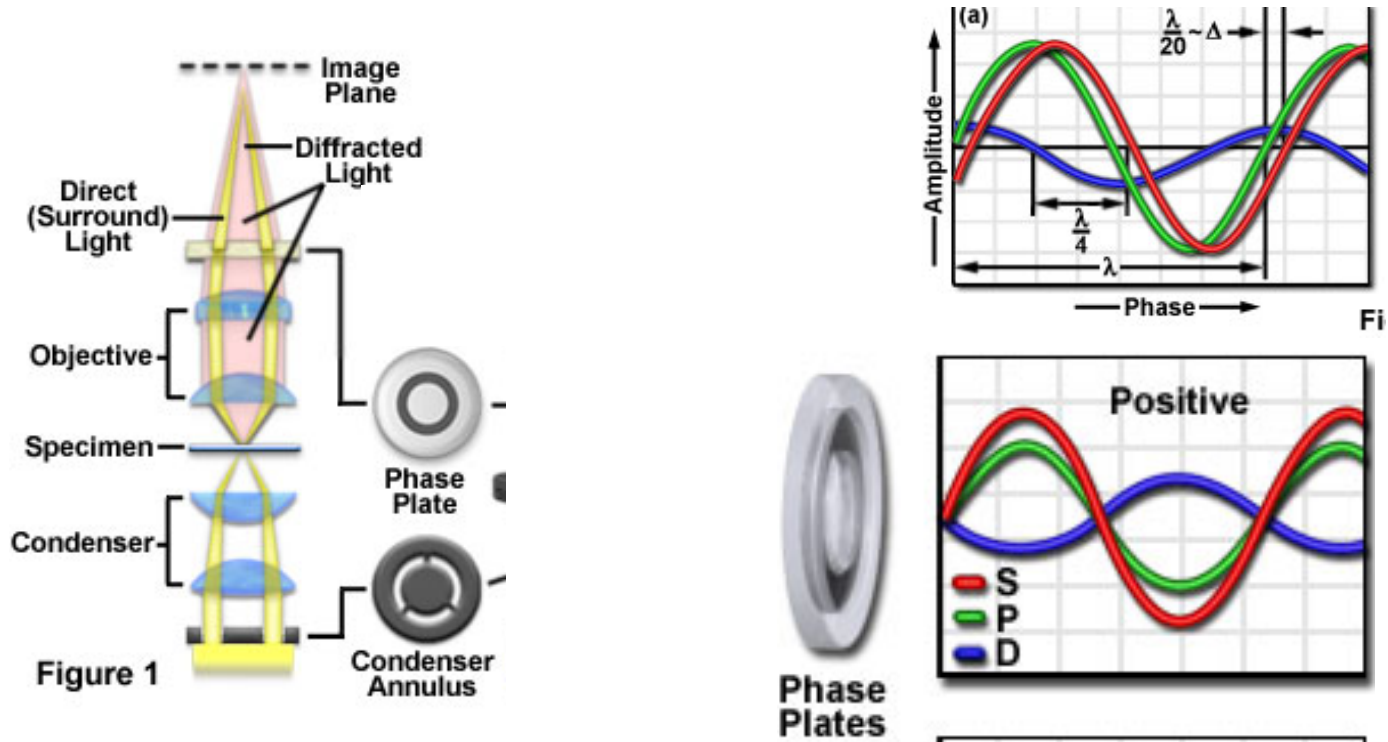 Image
Plane
Diffracted
Light
Direct
(Surround)
Light
Objective
Specimen
Phase
Plate
Condenser
Condenser
Annulus
Figure 1
(a)
λ
20 ~ Δ
Amplitude
λ
4
λ
Phase
Fi
Positive
S
P
D
Phase
Plates